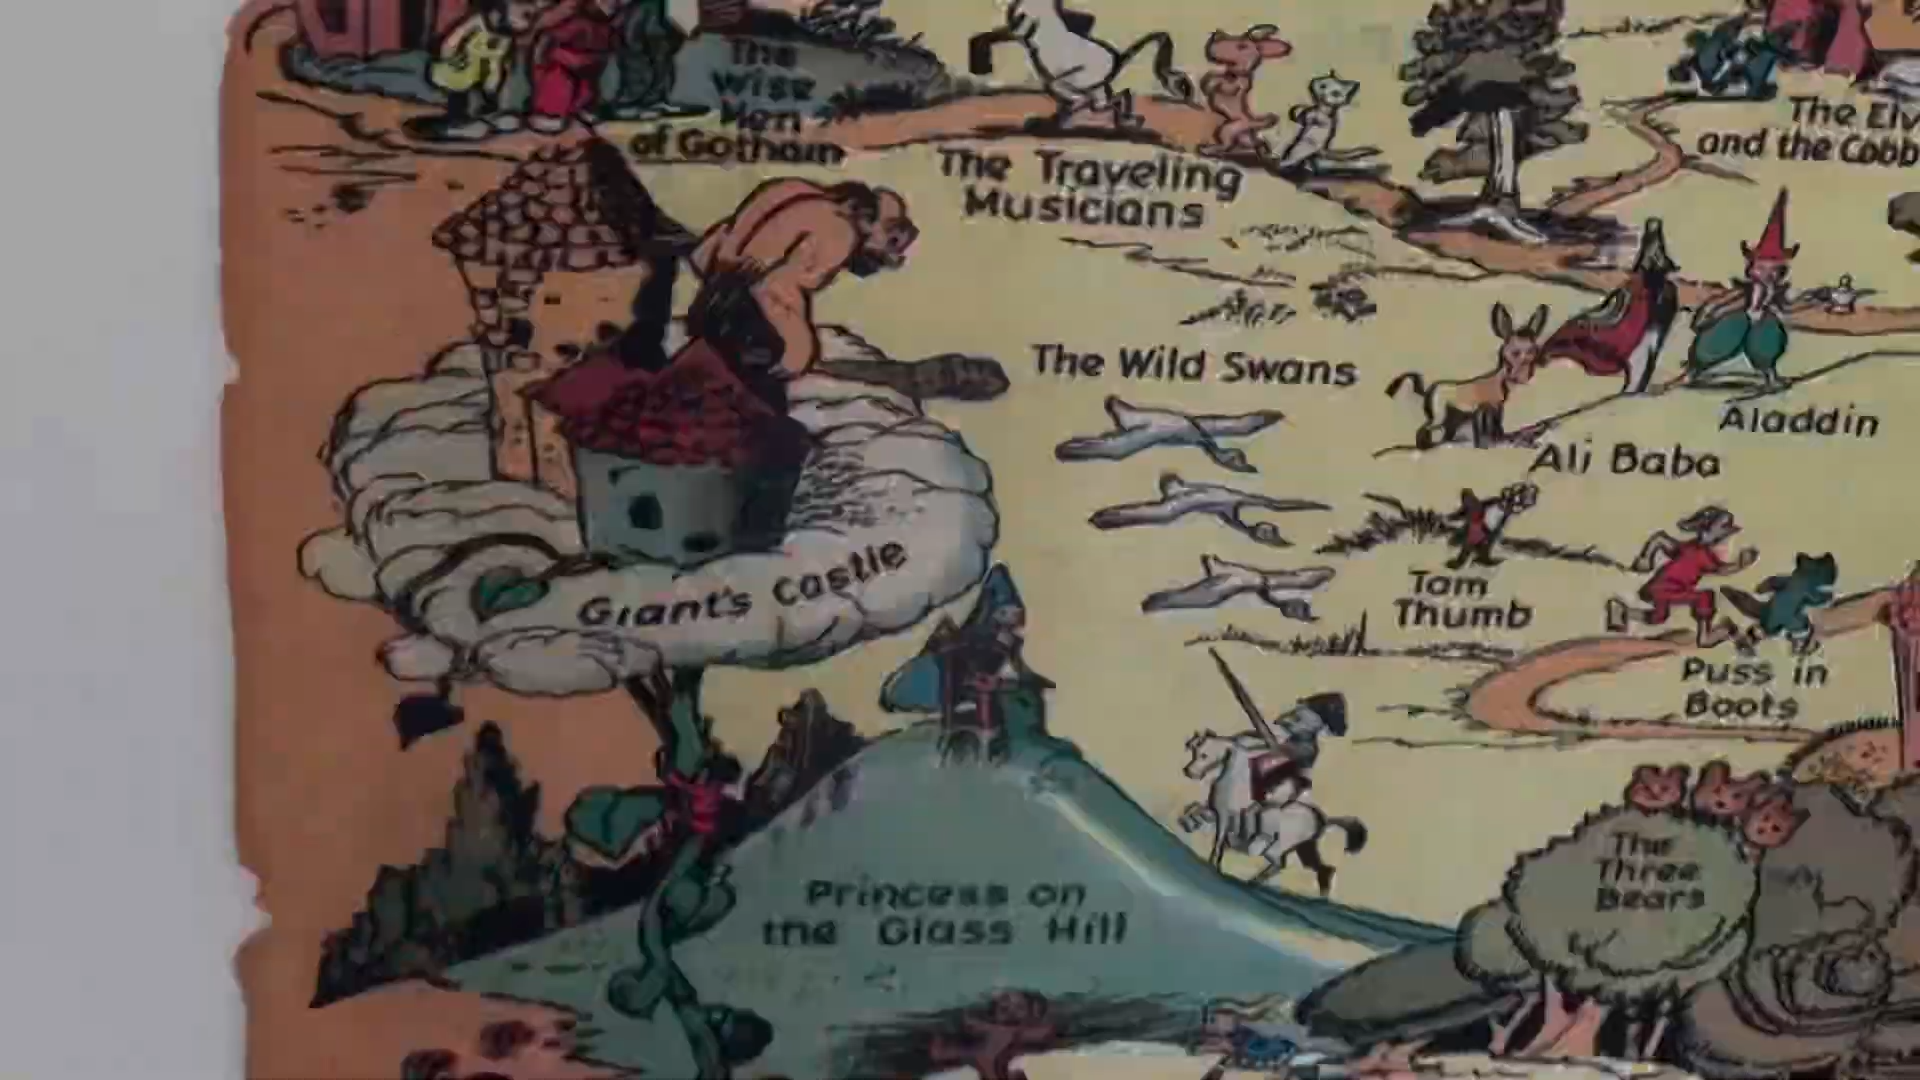 The
Wise
Men
of Gotham
The Traveling
Musicians
The Elv
and the Cobb
The Wild Swans
Aladdin
Ali Baba
Giant's Castle
Tom
Thumb
Puss in
Boots
The
Three
Bears
Princess on
the Glass Hill